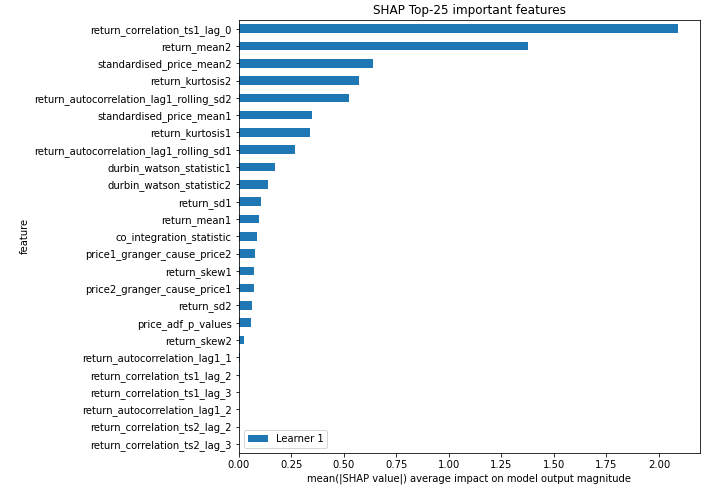 SHAP Top-25 important features
return_correlation_ts1_lag_0
return_mean2
standardised_price_mean2
return_kurtosis2
return_autocorrelation_lag1_rolling_sd2
standardised_price_mean1
return_kurtosis1
return_autocorrelation_lag1_rolling_sd1
durbin_watson_statistic1
durbin_watson_statistic2
return_sd1
return_mean1
co_integration_statistic
price1_granger_cause_price2
return_skew1
price2_granger_cause_price1
return_sd2
price_adf_p_values
return_skew2
return_autocorrelation_lag1_1
return_correlation_ts1_lag_2
return_correlation_ts1_lag_3
return_autocorrelation_lag1_2
return_correlation_ts2_lag_2
return_correlation_ts2_lag_3
feature
Learner 1
0.00 0.25 0.50 0.75 1.00 1.25 1.50 1.75 2.00
mean(|SHAP value|) average impact on model output magnitude